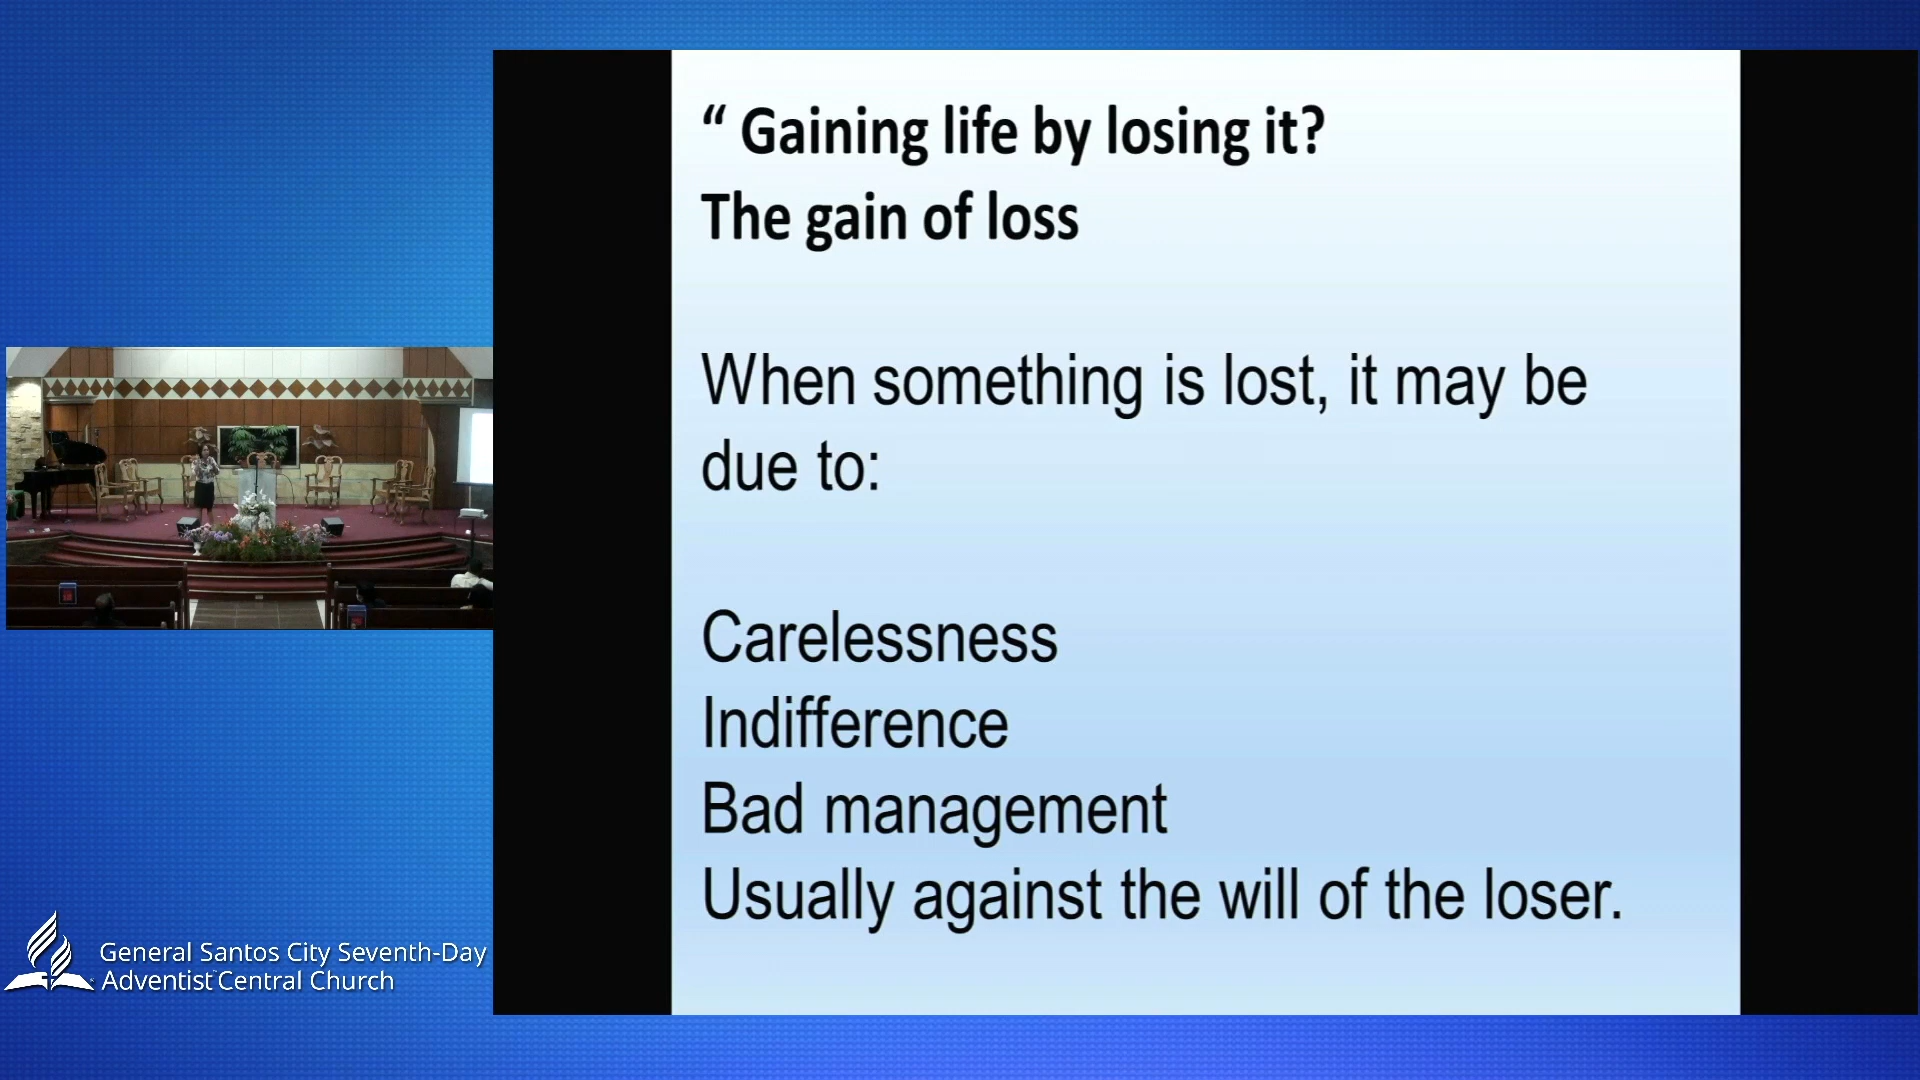 “ Gaining life by losing it?
The gain of loss
When something is lost, it may be
due to:
Carelessness
Indifference
Bad management
Usually against the will of the loser.
General Santos City Seventh-Day
Adventist Central Church